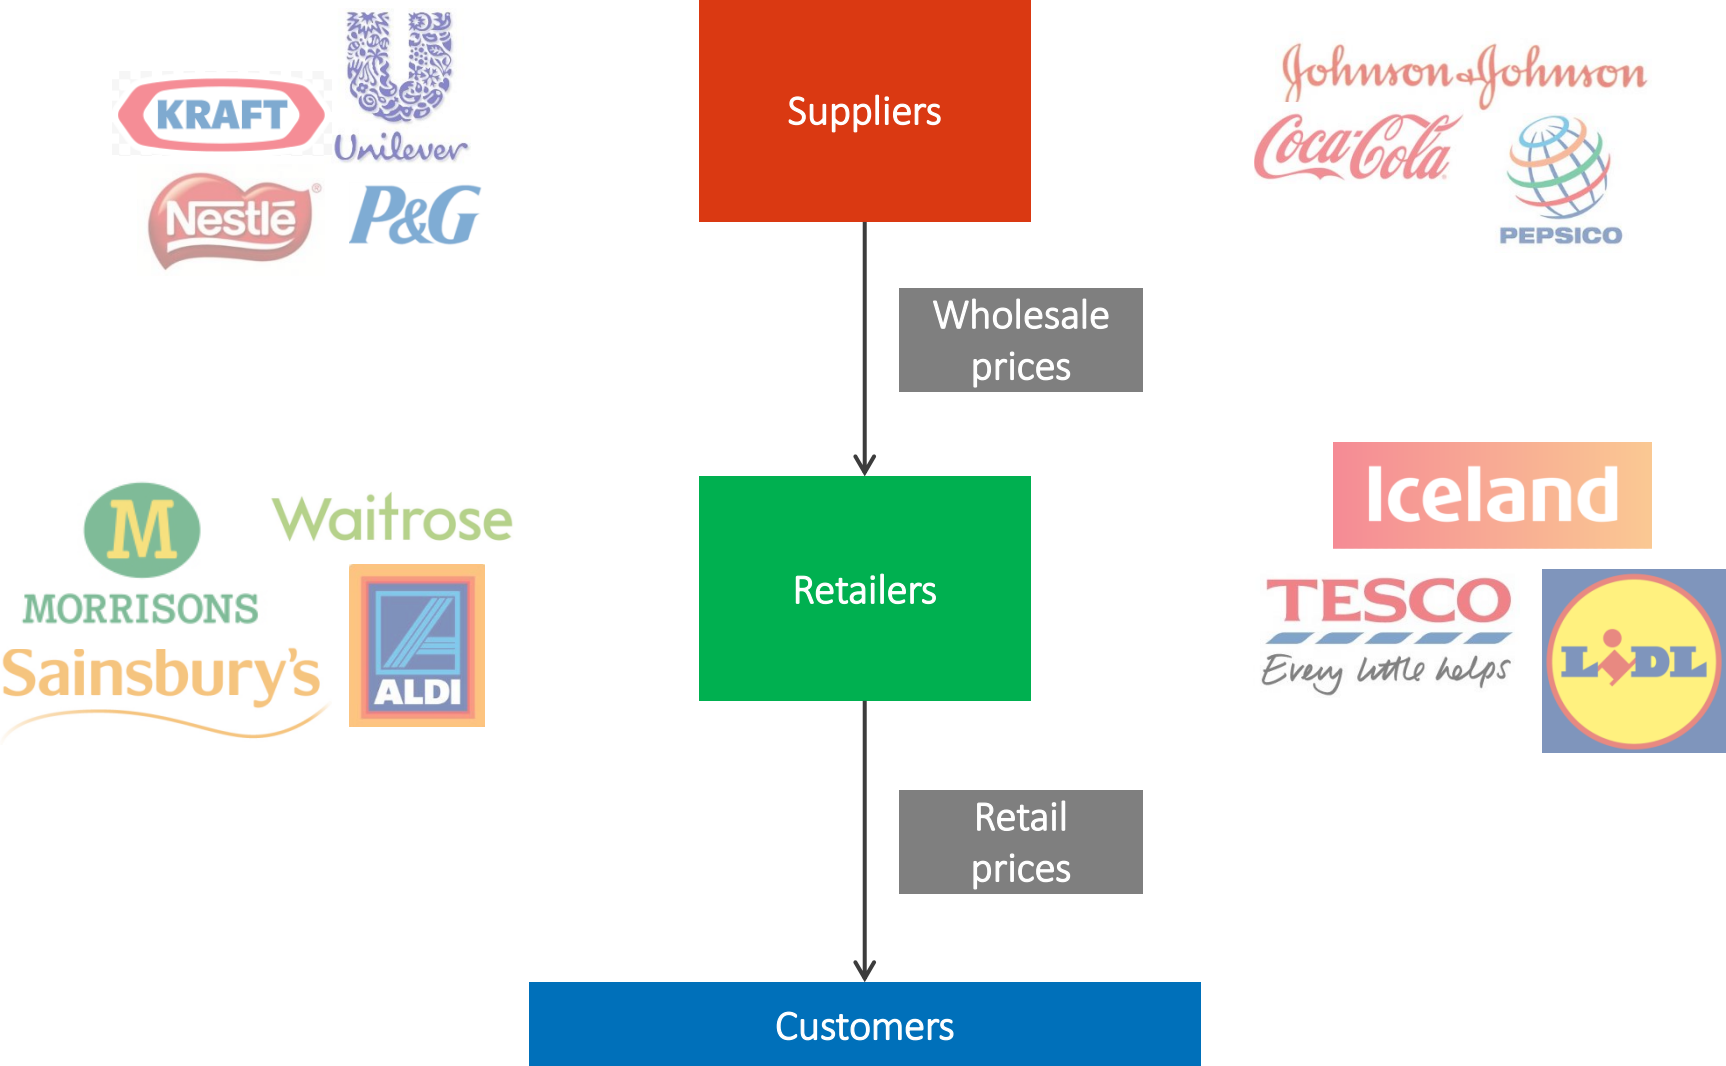 KRAFT
Unilever
Nestlé
P&G
Suppliers
Johnson & Johnson
Coca-Cola
PEPSICO
Wholesale
prices
M
MORRISONS
Waitrose
Sainsbury's
ALDI
Retailers
Iceland
TESCO
Every little helps
LiDL
Retail
prices
Customers